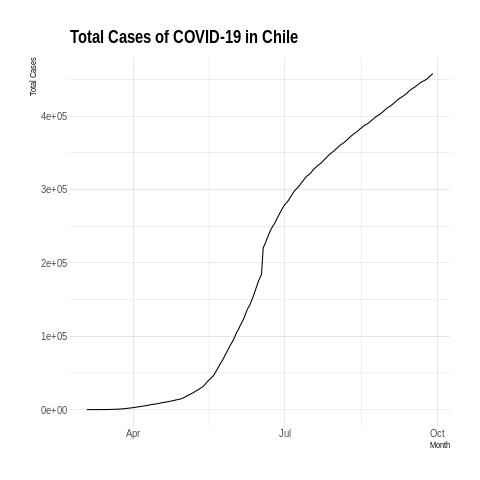 Total Cases of COVID-19 in Chile
Total Cases
4e+05
3e+05
2e+05
1e+05
0e+00
Apr Jul Oct
Month